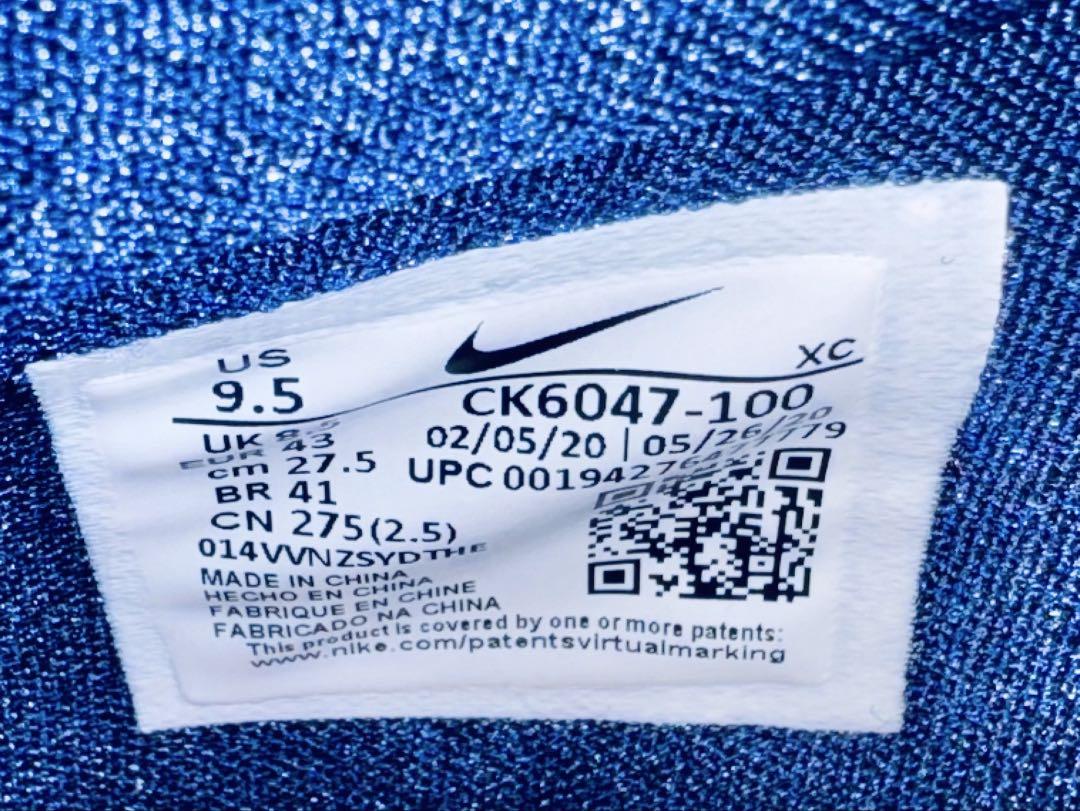 US
9.5
XC
UK 8.5
EUR 43
cm 27.5
BR 41
CN 275(2.5)
CK6047-100
02/05/20 | 05/26/20
UPC
014VVNZSYDTHE
MADE IN CHINA
HECHO EN CHINA
FABRIQUE EN CHINE
FABRICADO NA CHINA
This product is covered by one or more patents:
www.nike.com/patentsvirtualmarking